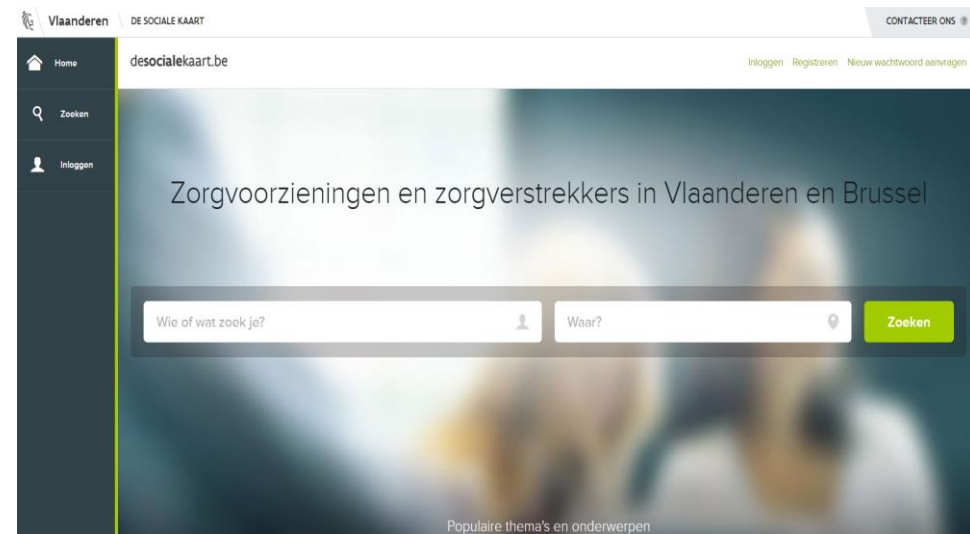 Vlaanderen DE SOCIALE KAART CONTACTEER ONS
Home
desocialekaart.be Inloggen Registreren Nieuw wachtwoord aanvragen
Zoeken
Inloggen
Zorgvoorzieningen en zorgverstrekkers in Vlaanderen en Brussel
Wie of wat zoek je? Waar? Zoeken
Populaire thema's en onderwerpen